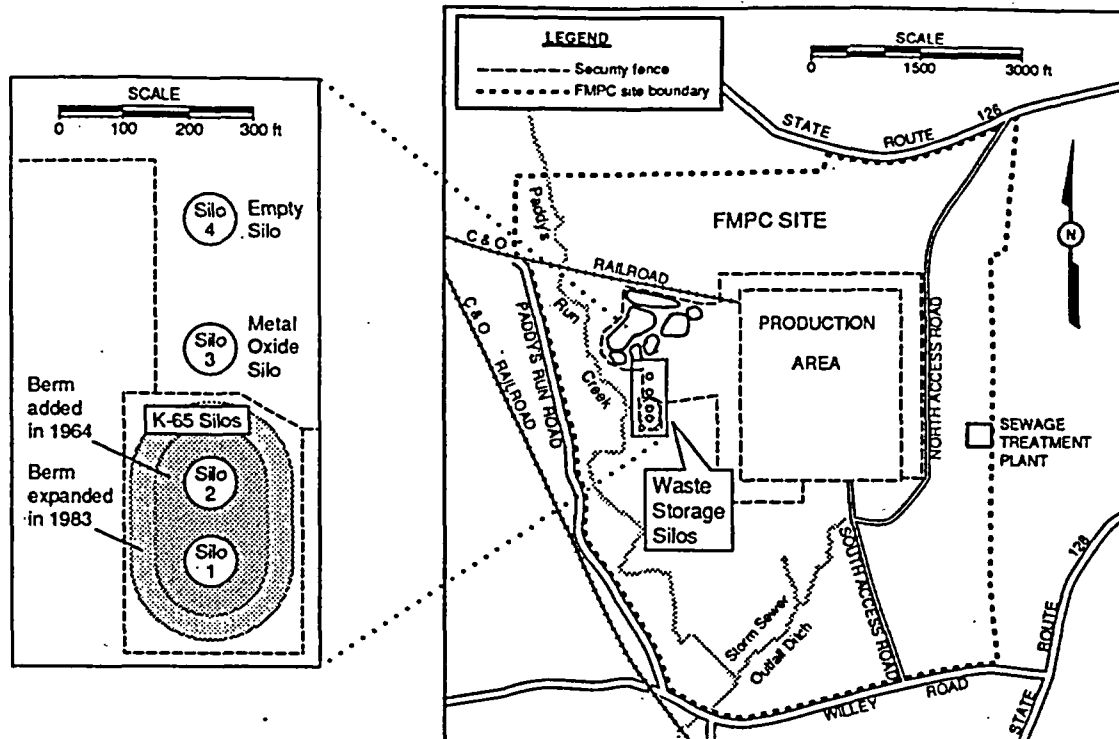 SCALE
0 100 200 300 ft
Silo
4
Empty
Silo
Silo
3
Metal
Oxide
Silo
Berm
added
in 1964
K-65 Silos
Berm
expanded
in 1983
Silo
2
Silo
1
LEGEND
Security fence
FMPC site boundary
SCALE
0 1500 3000 ft
STATE ROUTE 126
Paddy's Run Creek
FMPC SITE
C & O RAILROAD
C & O RAILROAD
PADDY'S RUN ROAD
PRODUCTION
AREA
NORTH ACCESS ROAD
N
SEWAGE
TREATMENT
PLANT
Waste
Storage
Silos
SOUTH ACCESS ROAD
Storm Sewer
Outfall Ditch
WILLEY ROAD
STATE ROUTE 128